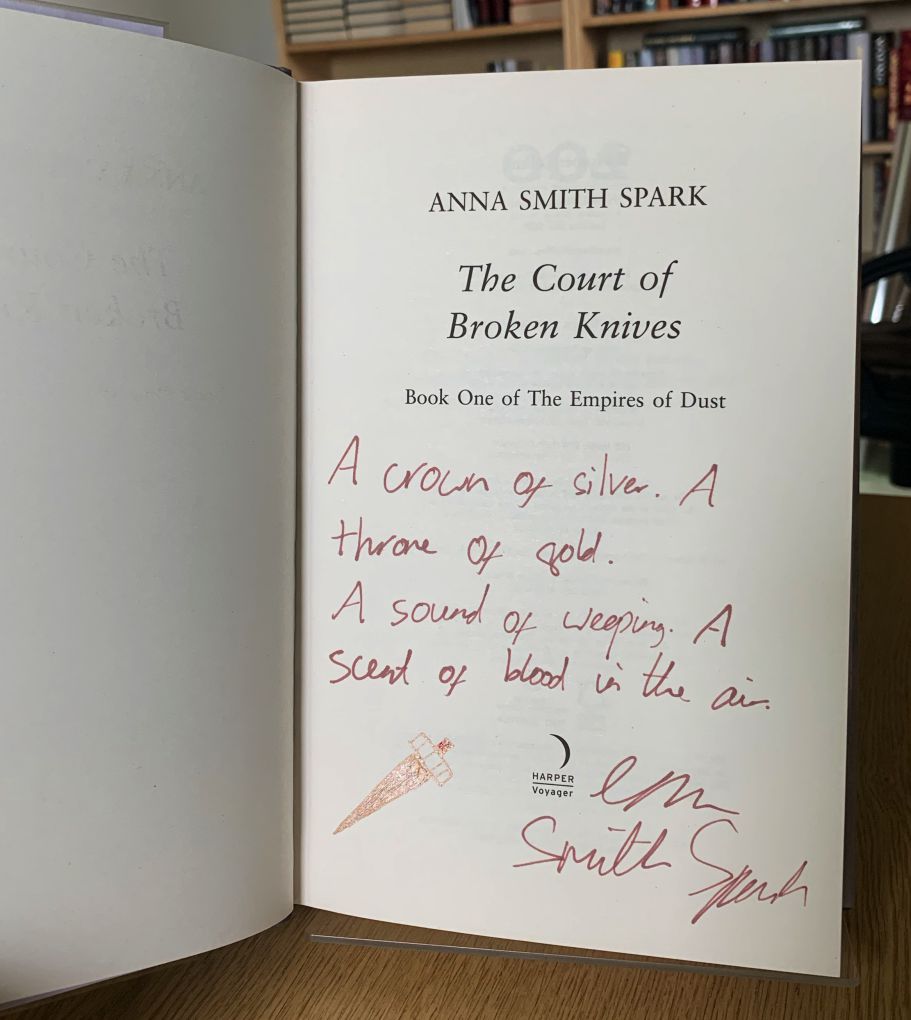 ANNA SMITH SPARK
The Court of
Broken Knives
Book One of The Empires of Dust
A crown of silver. A
throne of gold.
A sound of weeping. A
scent of blood in the air.
HARPER
Voyager
Smith Spark